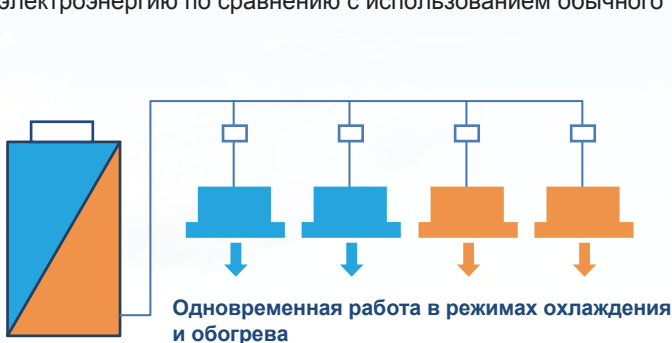 электроэнергию по сравнению с использованием обычного
Одновременная работа в режимах охлаждения
и обогрева